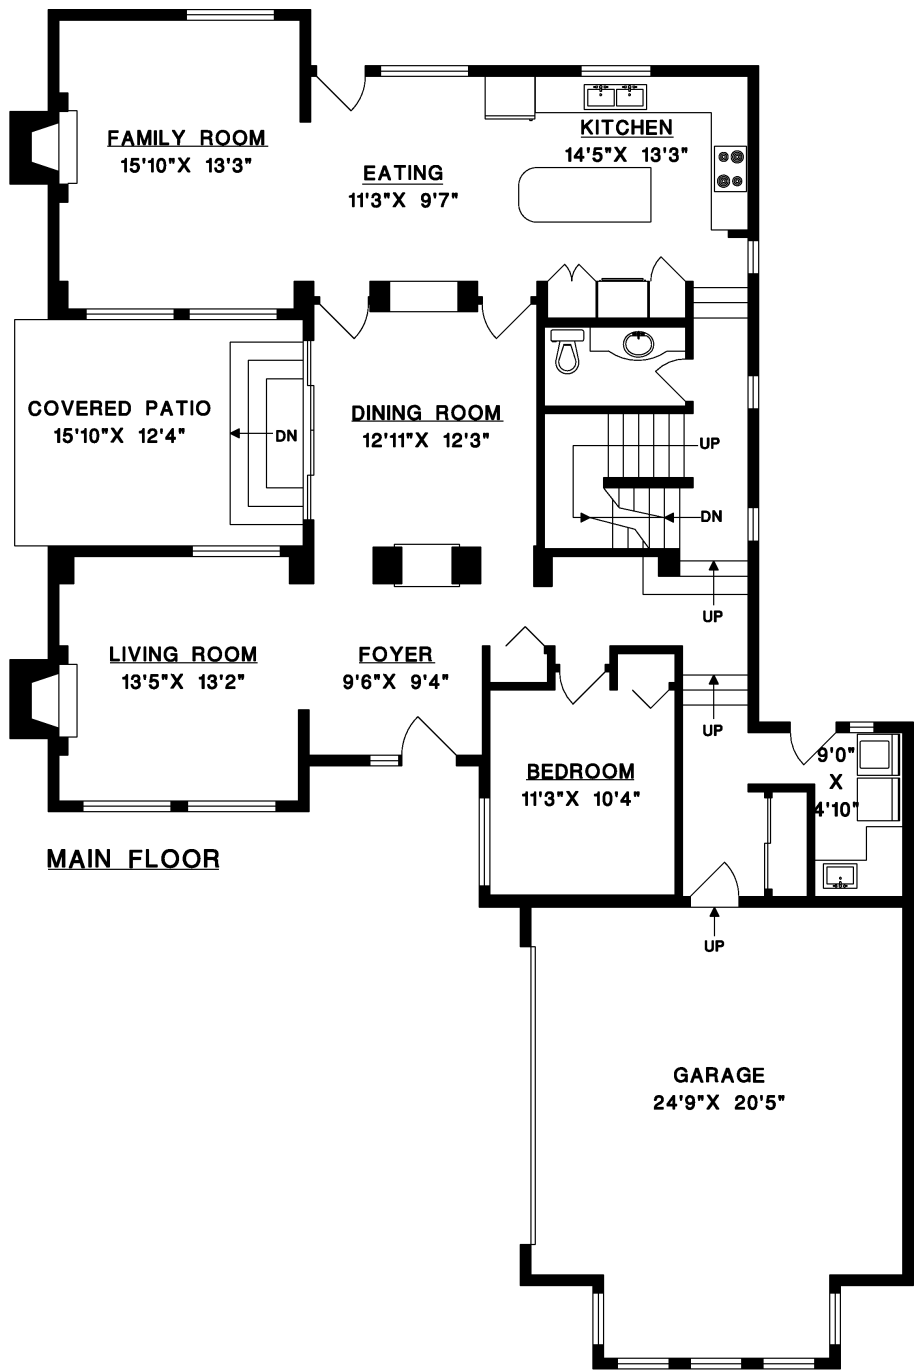 FAMILY ROOM
15'10"X 13'3"
EATING
11'3"X 9'7"
KITCHEN
14'5"X 13'3"
COVERED PATIO
15'10"X 12'4"
DN
DINING ROOM
12'11"X 12'3"
UP
DN
UP
LIVING ROOM
13'5"X 13'2"
FOYER
9'6"X 9'4"
UP
BEDROOM
11'3"X 10'4"
9'0"
X
4'10"
MAIN FLOOR
UP
GARAGE
24'9"X 20'5"